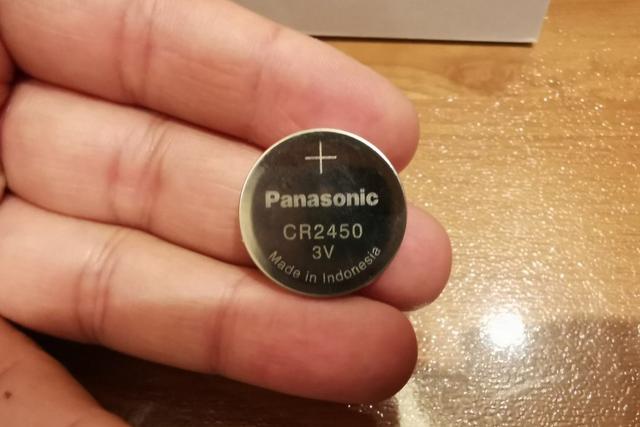 +
Panasonic
CR2450
3V
Made in Indonesia